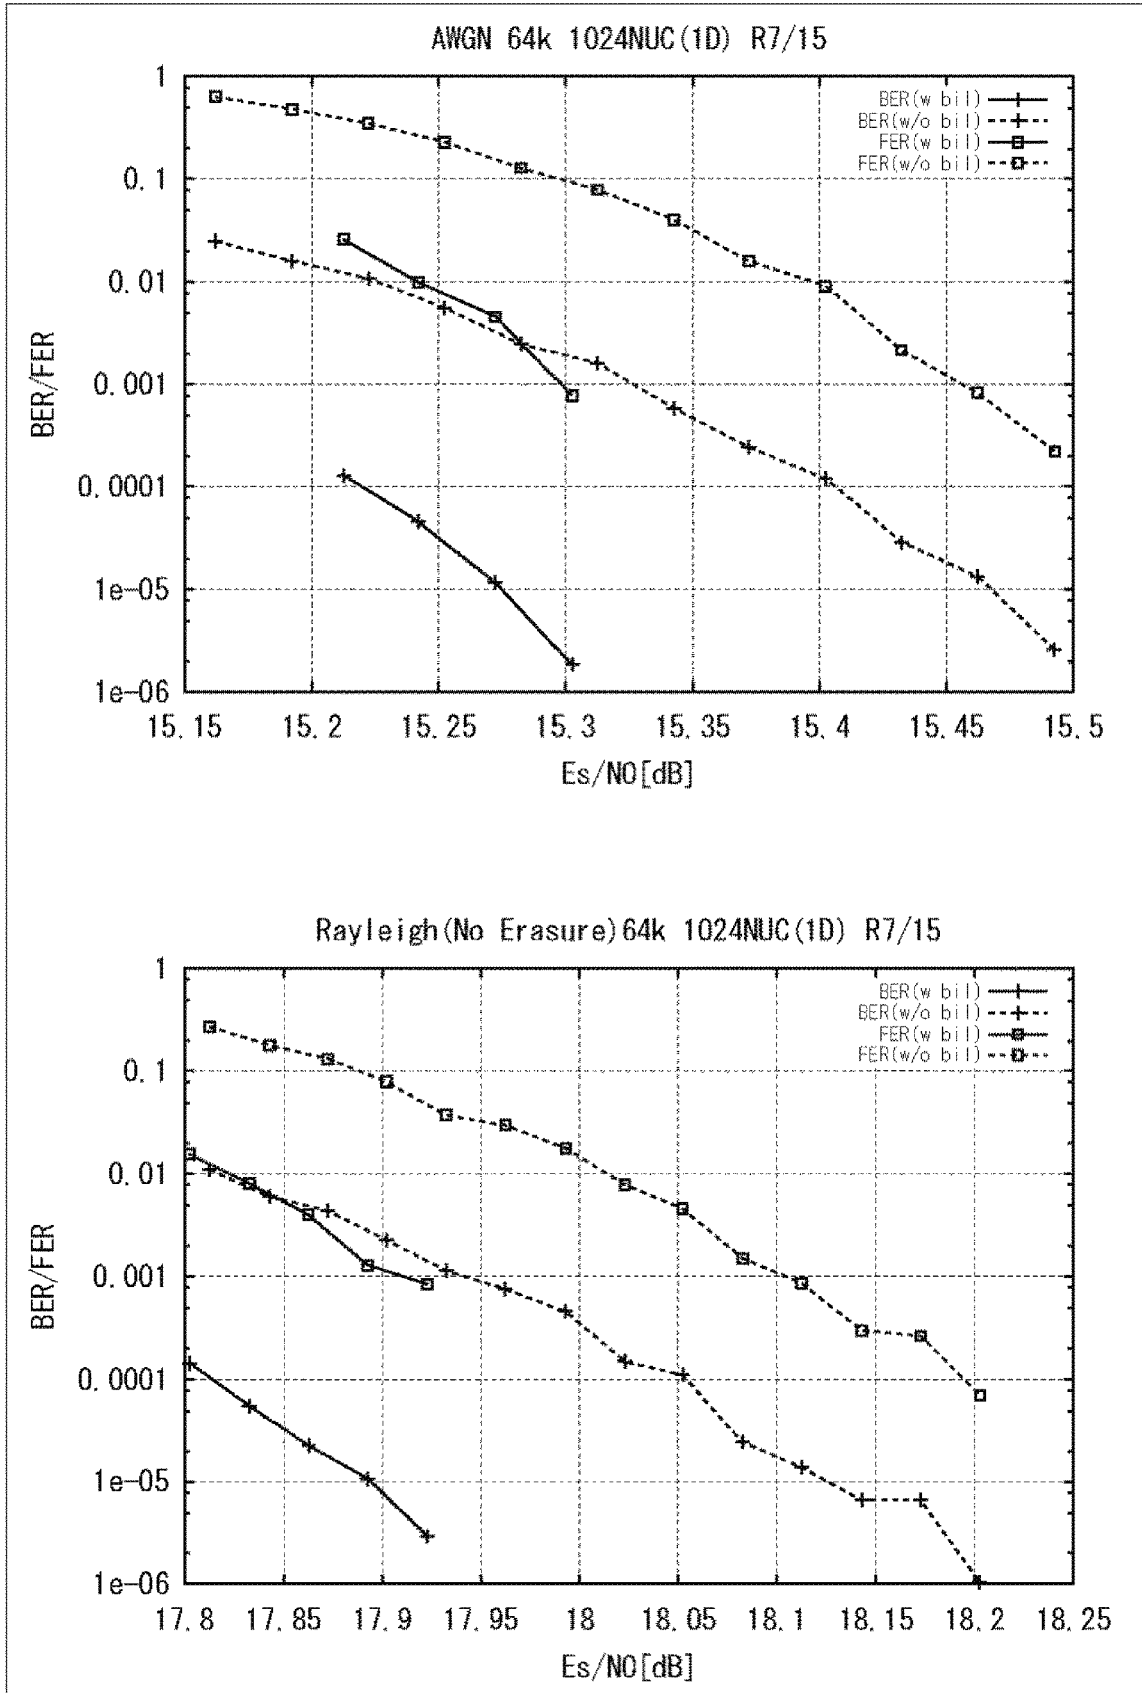 AWGN 64k 1024NUC(1D) R7/15
BER(w bil)
BER(w/o bil)
FER(w bil)
FER(w/o bil)
1
0.1
0.01
0.001
0.0001
1e-05
1e-06
BER/FER
15.15 15.2 15.25 15.3 15.35 15.4 15.45 15.5
Es/N0[dB]
Rayleigh(No Erasure)64k 1024NUC(1D) R7/15
BER(w bil)
BER(w/o bil)
FER(w bil)
FER(w/o bil)
1
0.1
0.01
0.001
0.0001
1e-05
1e-06
BER/FER
17.8 17.85 17.9 17.95 18 18.05 18.1 18.15 18.2 18.25
Es/N0[dB]